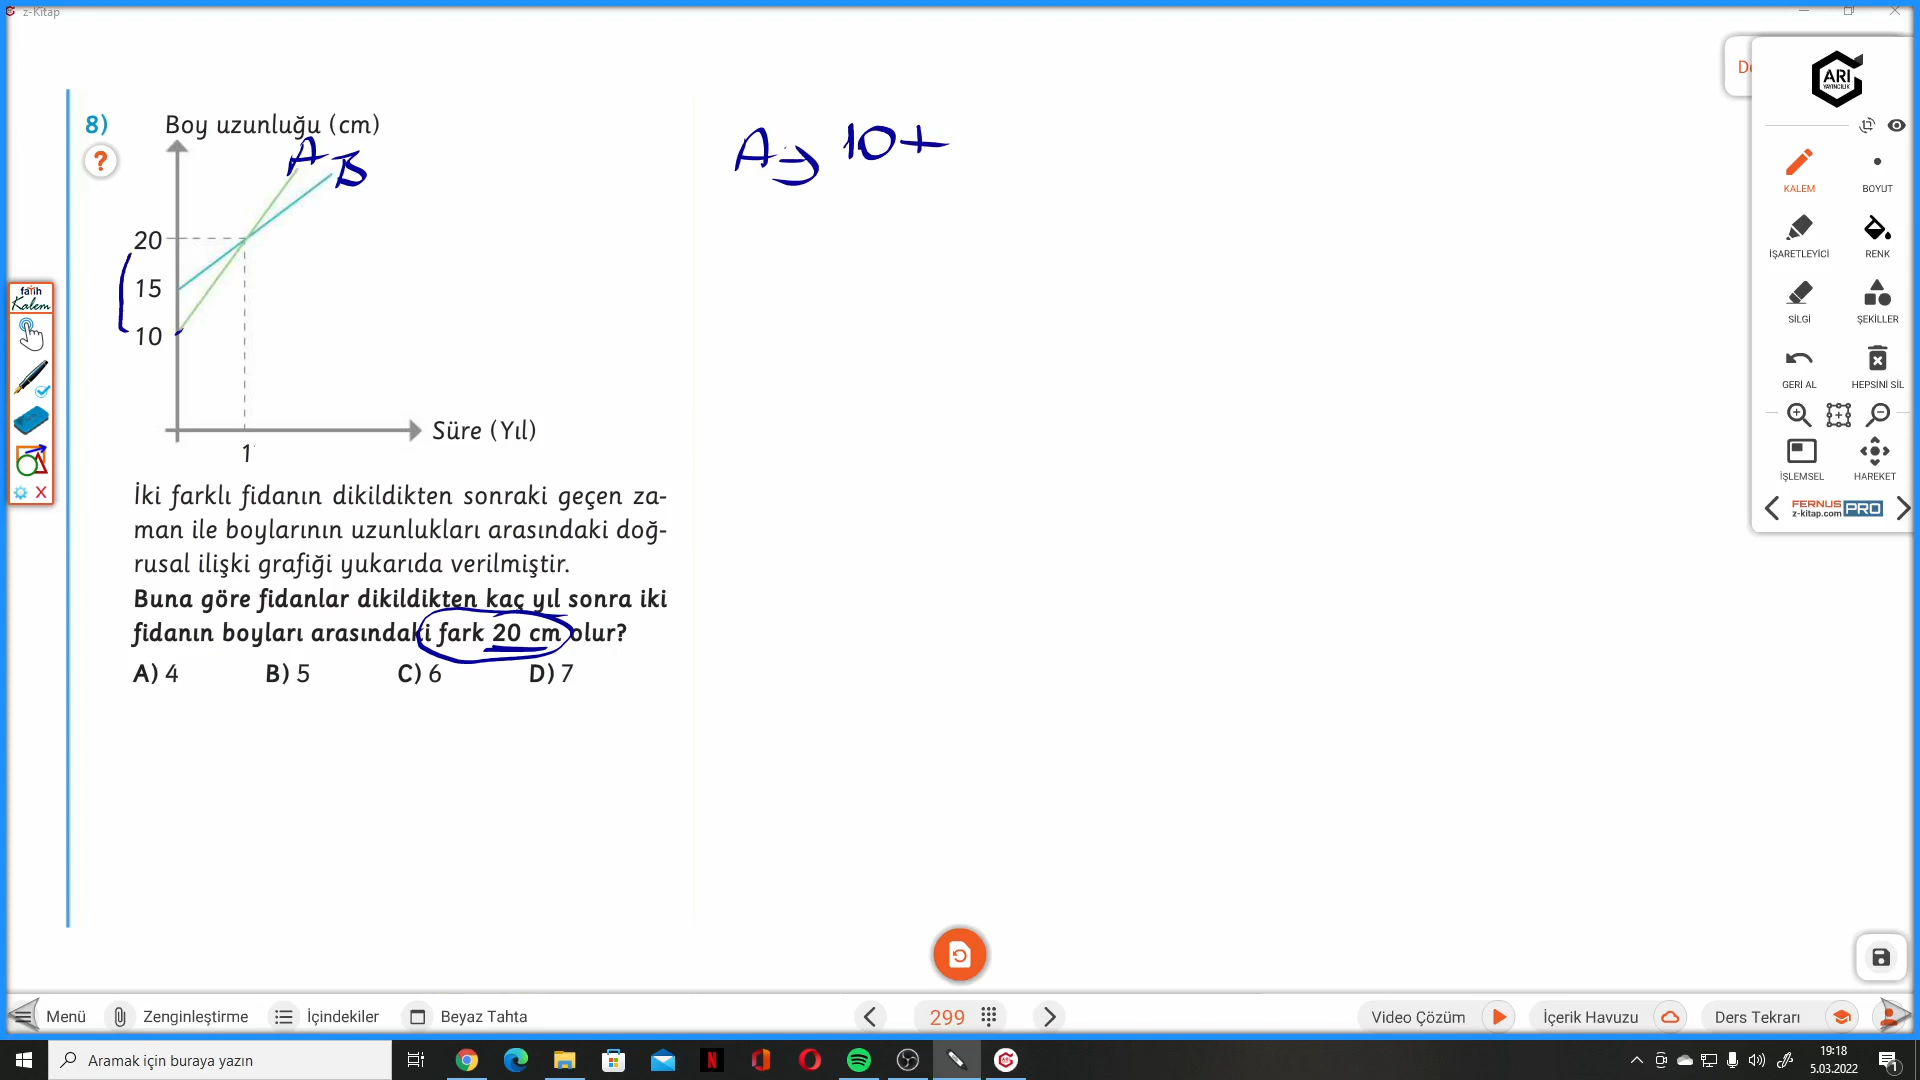 z-Kitap
8)
Boy uzunluğu (cm)
A
B
A → 10+
20
15
10
Süre (Yıl)
1
İki farklı fidanın dikildikten sonraki geçen za-
man ile boylarının uzunlukları arasındaki doğ-
rusal ilişki grafiği yukarıda verilmiştir.
Buna göre fidanlar dikildikten kaç yıl sonra iki
fidanın boyları arasındaki fark 20 cm olur?
A) 4 B) 5 C) 6 D) 7
fatih
Kalem
ARI
YAYINCILIK
KALEM
BOYUT
İŞARETLEYİCİ
RENK
SİLGİ
ŞEKİLLER
GERİ AL
HEPSİNİ SİL
İŞLEMSEL
HAREKET
FERNUS
z-kitap.com
PRO
Menü
Zenginleştirme
İçindekiler
Beyaz Tahta
299
Video Çözüm
İçerik Havuzu
Ders Tekrarı
Aramak için buraya yazın
19:18
5.03.2022
1